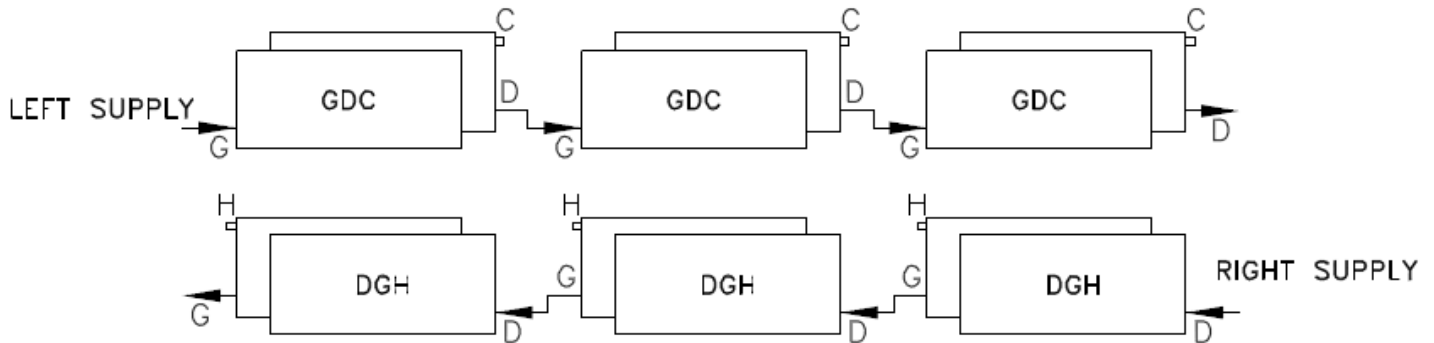 C C C
GDC D GDC D GDC
LEFT SUPPLY G G G D
H H H
DGH G DGH G DGH RIGHT SUPPLY
G D D D